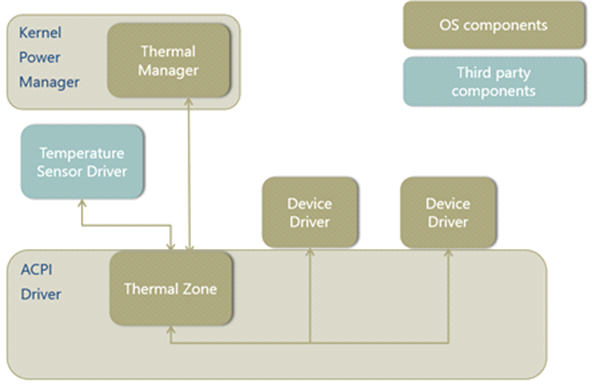 Kernel
Power
Manager
Thermal
Manager
OS components
Third party
components
Temperature
Sensor Driver
Device
Driver
Device
Driver
ACPI
Driver
Thermal Zone